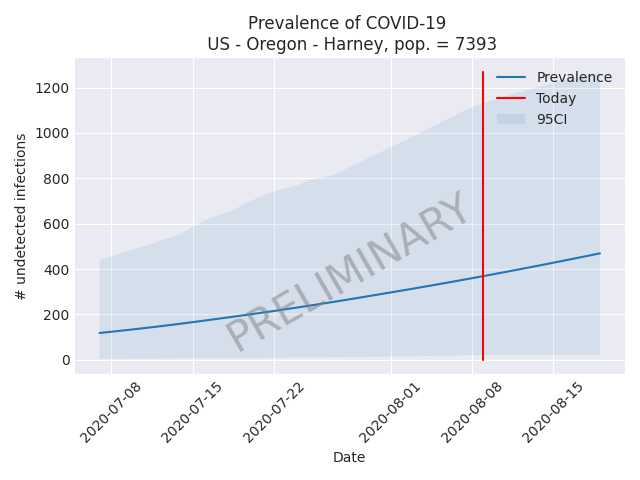 Prevalence of COVID-19
US - Oregon - Harney, pop. = 7393
Prevalence
Today
95CI
# undetected infections
1200
1000
800
600
400
200
0
PRELIMINARY
2020-07-08
2020-07-15
2020-07-22
2020-08-01
2020-08-08
2020-08-15
Date